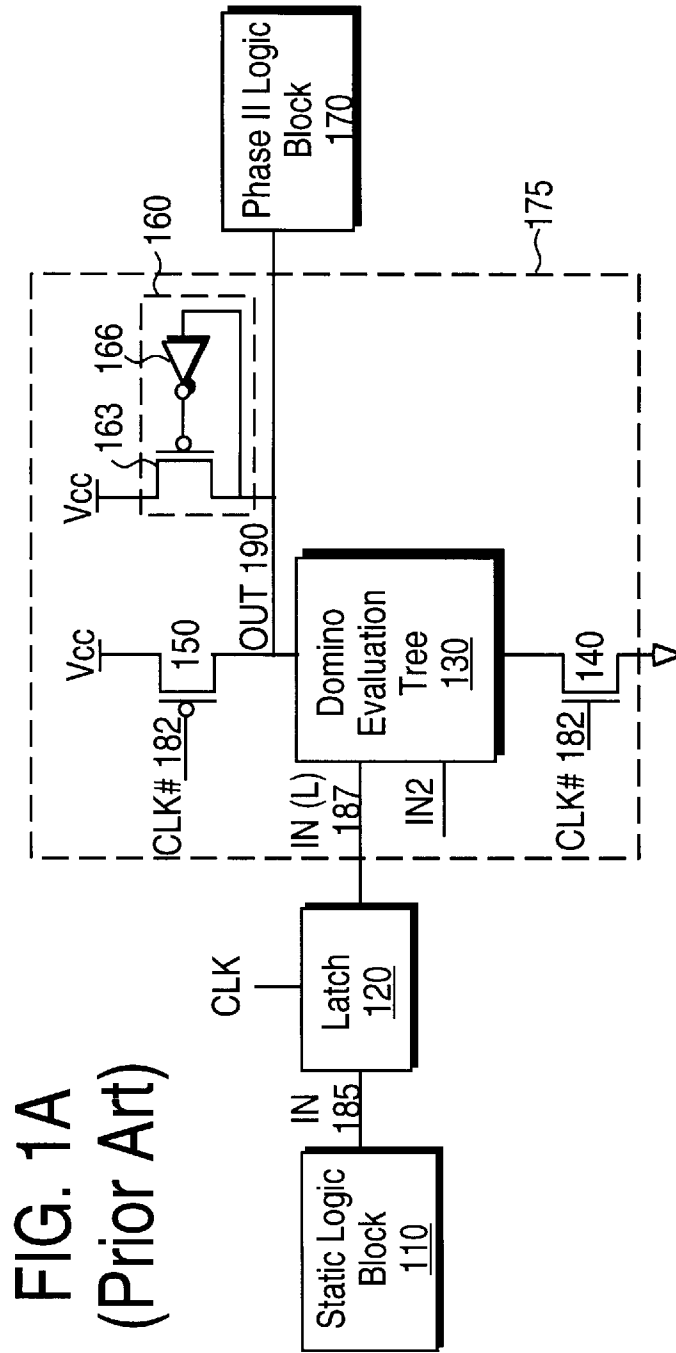 FIG. 1A
(Prior Art)
Static Logic
Block
110
IN
185
CLK
Latch
120
IN (L)
187
IN2
Vcc
CLK# 182
150
OUT 190
Domino
Evaluation
Tree
130
CLK# 182
140
Vcc
163
166
160
Phase II Logic
Block
170
175